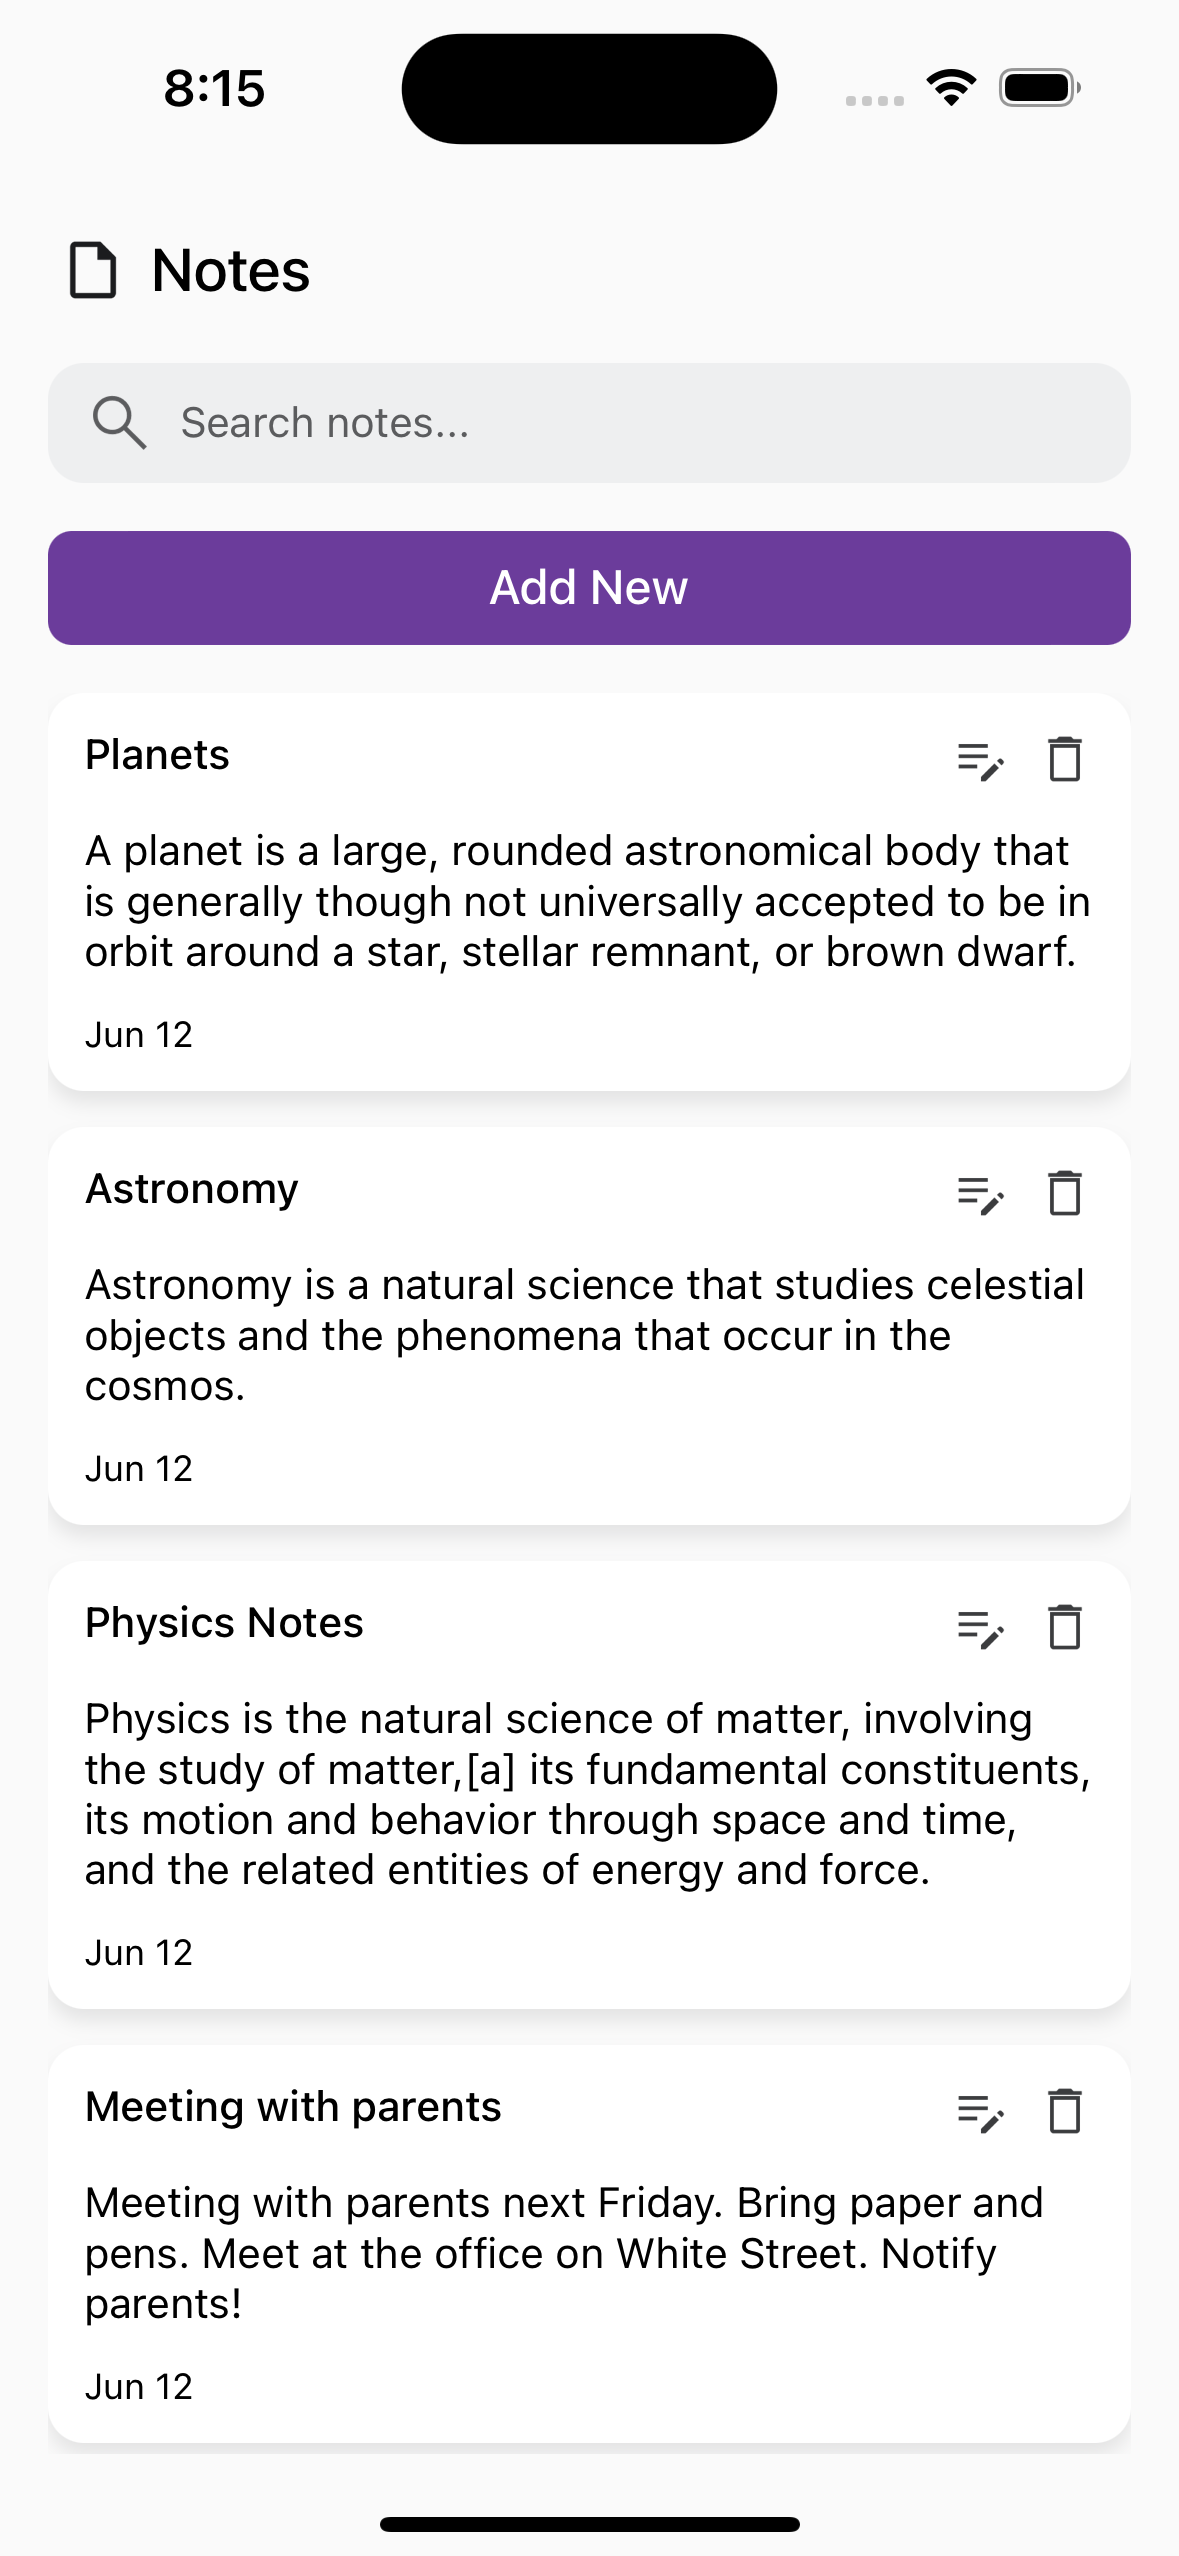 8:15
Notes
Search notes...
Add New
Planets
A planet is a large, rounded astronomical body that
is generally though not universally accepted to be in
orbit around a star, stellar remnant, or brown dwarf.
Jun 12
Astronomy
Astronomy is a natural science that studies celestial
objects and the phenomena that occur in the
cosmos.
Jun 12
Physics Notes
Physics is the natural science of matter, involving
the study of matter,[a] its fundamental constituents,
its motion and behavior through space and time,
and the related entities of energy and force.
Jun 12
Meeting with parents
Meeting with parents next Friday. Bring paper and
pens. Meet at the office on White Street. Notify
parents!
Jun 12